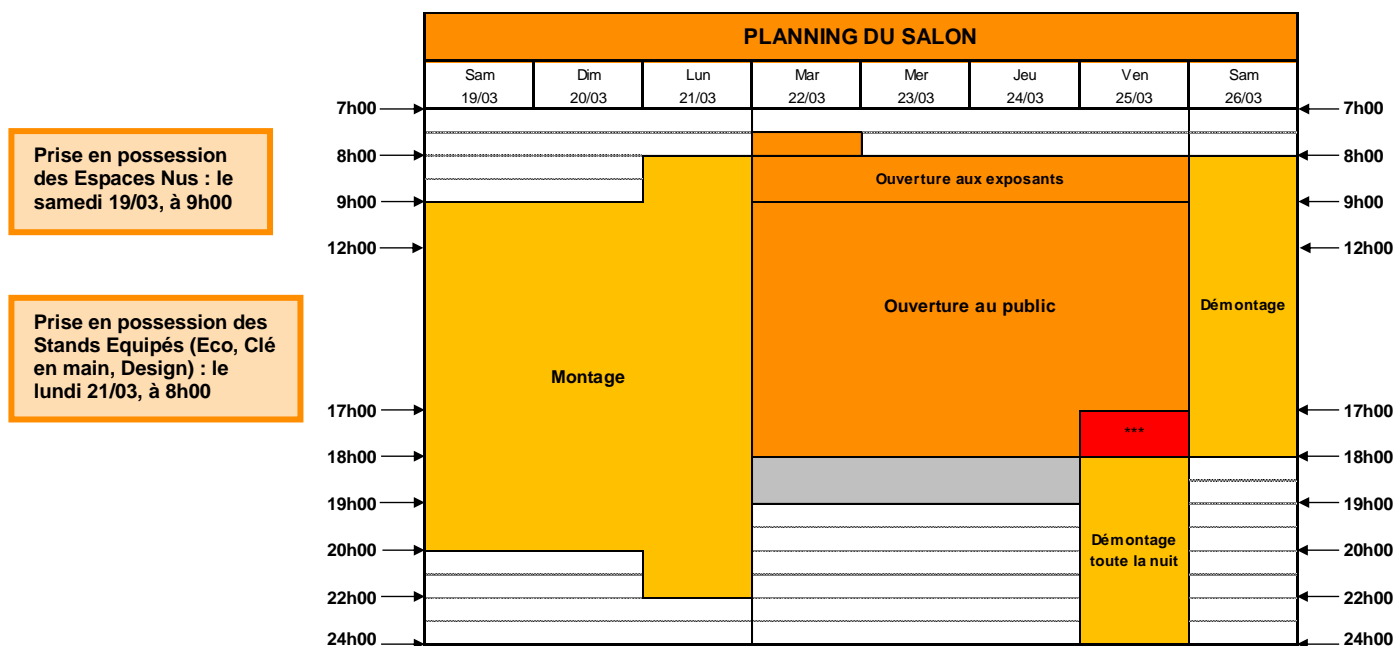 PLANNING DU SALON
Sam Dim Lun Mar Mer Jeu Ven Sam
19/03 20/03 21/03 22/03 23/03 24/03 25/03 26/03
7h00 7h00
Prise en possession
des Espaces Nus : le
samedi 19/03, à 9h00
8h00 8h00
Ouverture aux exposants
9h00 9h00
12h00 12h00
Prise en possession des
Stands Equipés (Eco, Clé
en main, Design) : le
lundi 21/03, à 8h00
Ouverture au public
Démontage
Montage
17h00 17h00
***
18h00 18h00
19h00 19h00
Démontage
toute la nuit
20h00 20h00
22h00 22h00
24h00 24h00